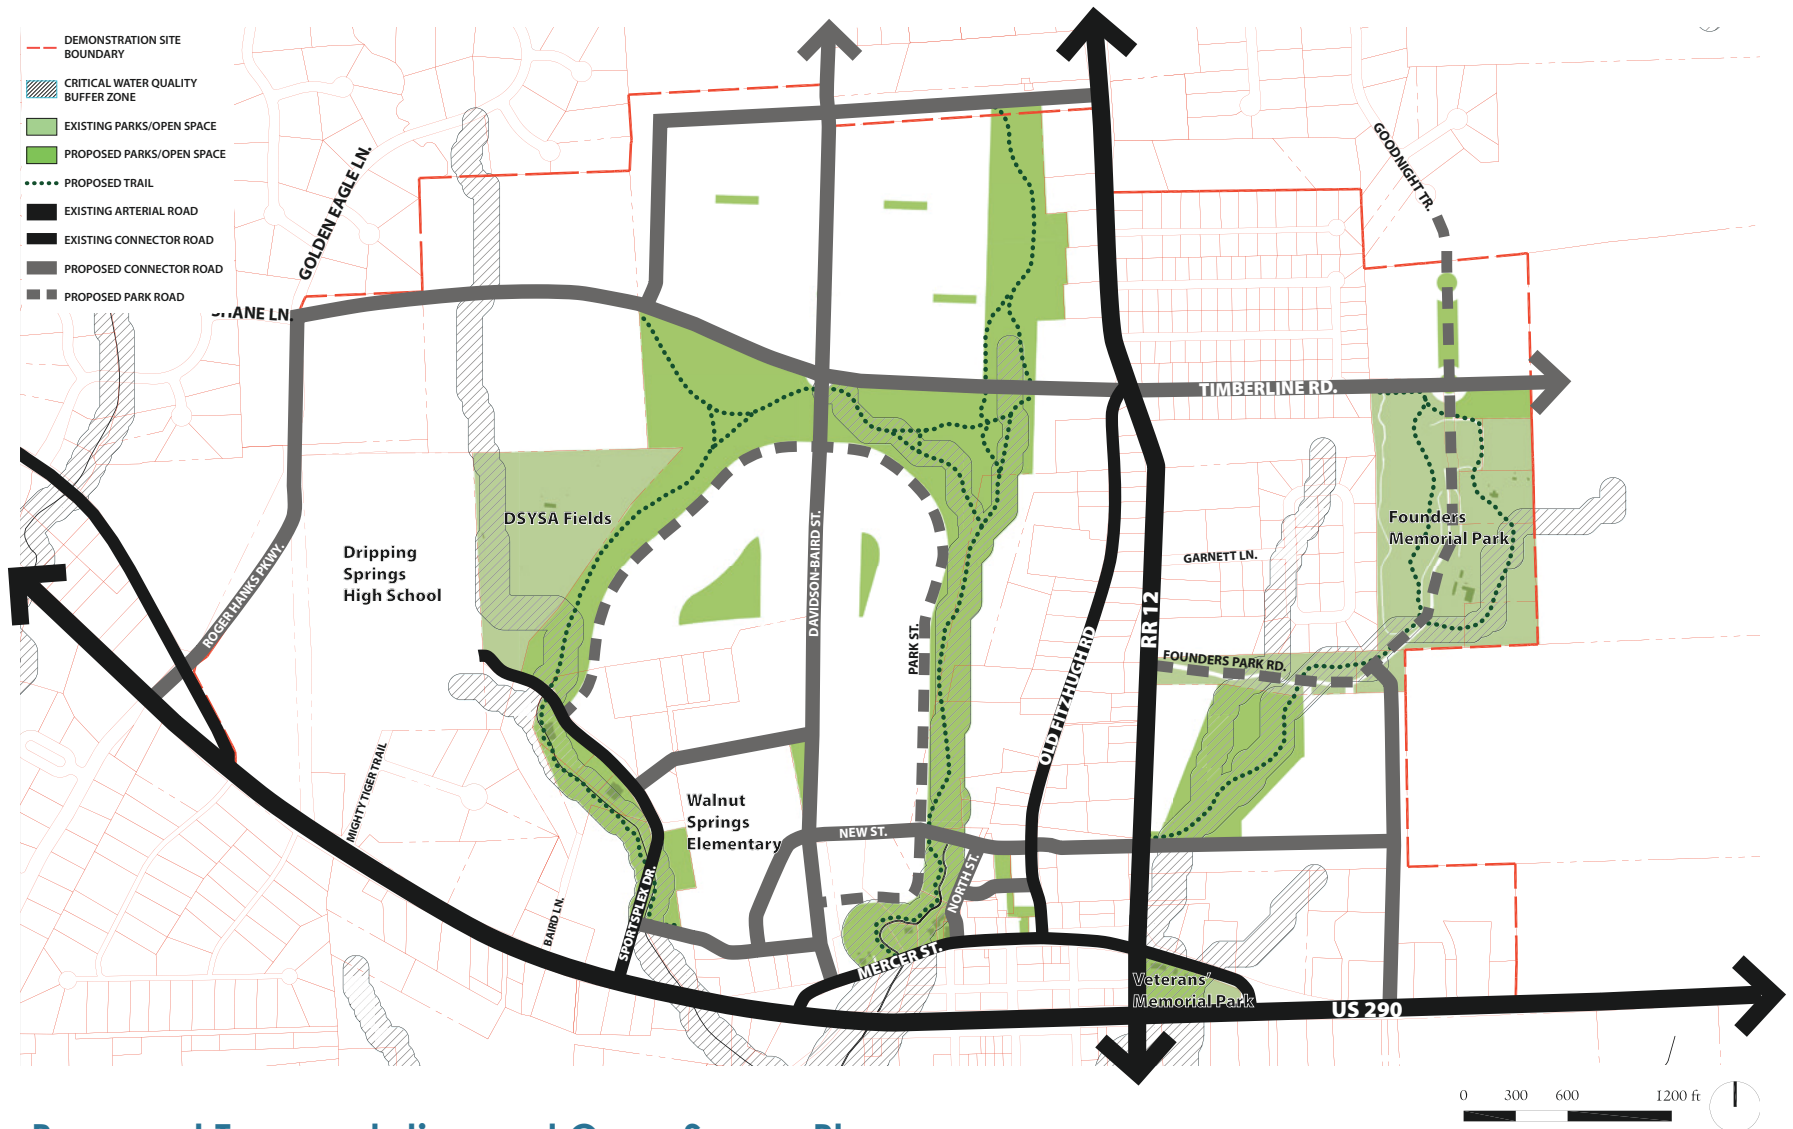 DEMONSTRATION SITE
BOUNDARY
CRITICAL WATER QUALITY
BUFFER ZONE
EXISTING PARKS/OPEN SPACE
PROPOSED PARKS/OPEN SPACE
PROPOSED TRAIL
EXISTING ARTERIAL ROAD
EXISTING CONNECTOR ROAD
PROPOSED CONNECTOR ROAD
PROPOSED PARK ROAD
GOLDEN EAGLE LN.
LN.
GOODNIGHT TR.
TIMBERLINE RD.
DSYSA Fields
Dripping
Springs
High School
ROGER HANKS PKWY.
DAVIDSON-BAIRD ST.
PARK ST.
OLD FITZHUGH RD
RR 12
GARNETT LN.
FOUNDERS PARK RD.
Founders
Memorial Park
MIGHTY TIGER TRAIL
BAIRD LN.
SPORTSPLEX DR.
Walnut
Springs
Elementary
NEW ST.
NORTH ST.
MERCER ST.
Veterans'
Memorial Park
US 290
0 300 600 1200 ft